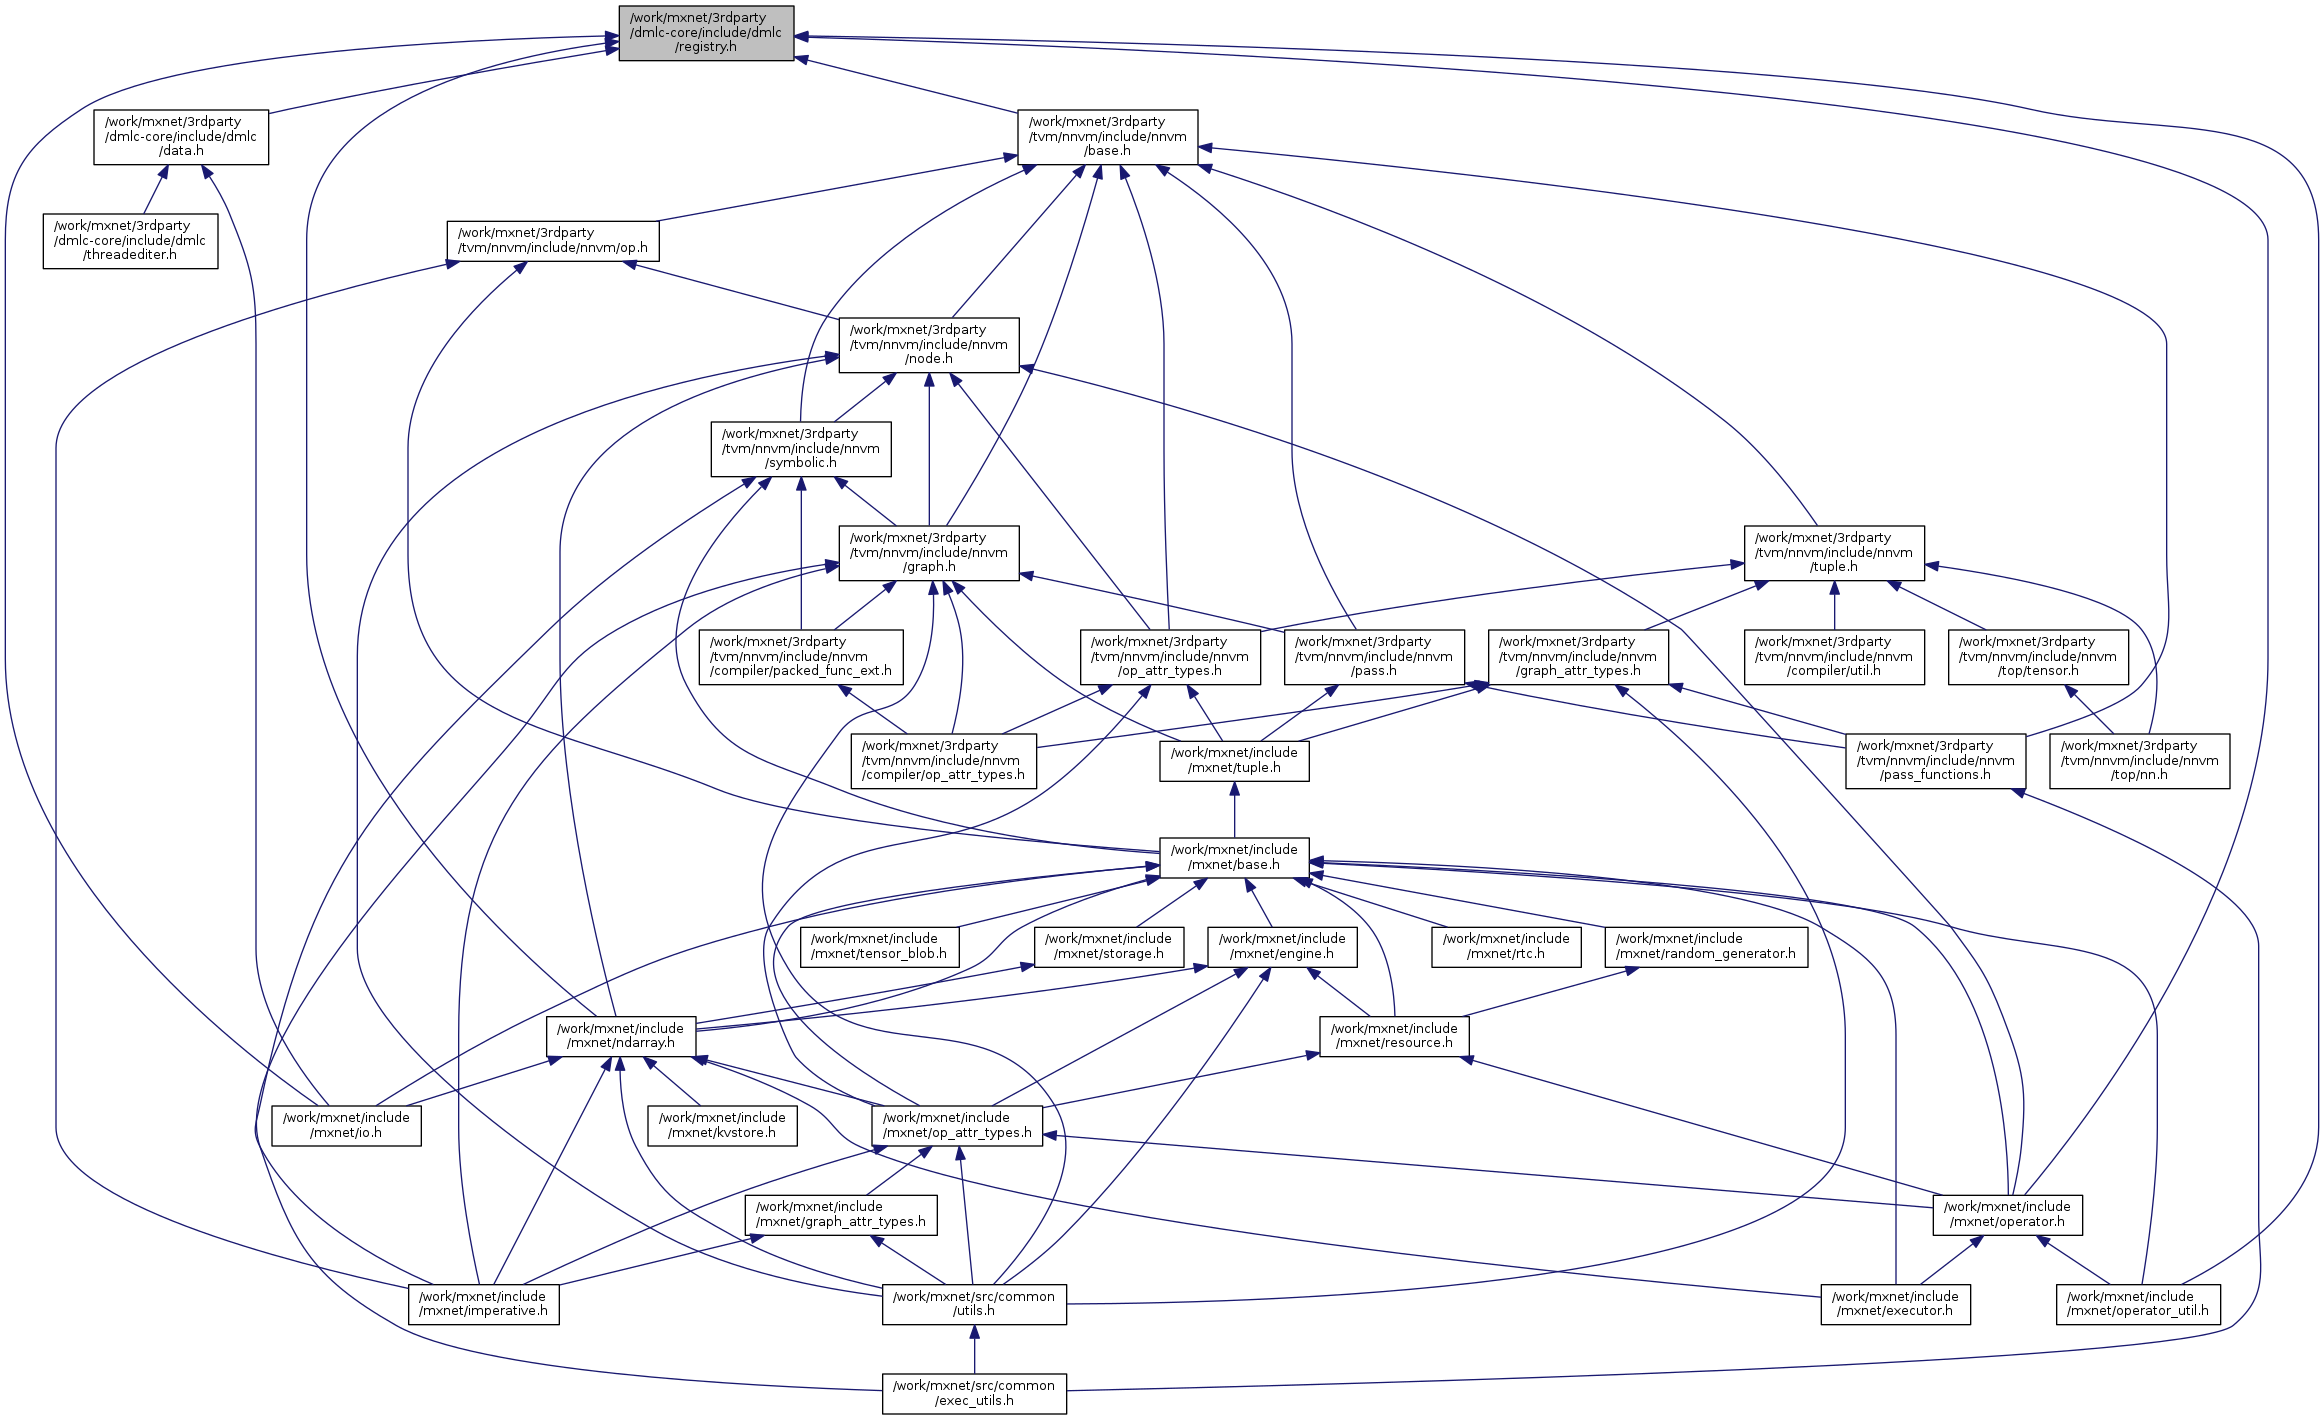 /work/mxnet/3rdparty
/dmlc-core/include/dmlc
/registry.h
/work/mxnet/3rdparty
/dmlc-core/include/dmlc
/data.h
/work/mxnet/3rdparty
/tvm/nnvm/include/nnvm
/base.h
/work/mxnet/3rdparty
/dmlc-core/include/dmlc
/threadediter.h
/work/mxnet/3rdparty
/tvm/nnvm/include/nnvm/op.h
/work/mxnet/3rdparty
/tvm/nnvm/include/nnvm
/node.h
/work/mxnet/3rdparty
/tvm/nnvm/include/nnvm
/symbolic.h
/work/mxnet/3rdparty
/tvm/nnvm/include/nnvm
/graph.h
/work/mxnet/3rdparty
/tvm/nnvm/include/nnvm
/tuple.h
/work/mxnet/3rdparty
/tvm/nnvm/include/nnvm
/compiler/packed_func_ext.h
/work/mxnet/3rdparty
/tvm/nnvm/include/nnvm
/op_attr_types.h
/work/mxnet/3rdparty
/tvm/nnvm/include/nnvm
/pass.h
/work/mxnet/3rdparty
/tvm/nnvm/include/nnvm
/graph_attr_types.h
/work/mxnet/3rdparty
/tvm/nnvm/include/nnvm
/compiler/util.h
/work/mxnet/3rdparty
/tvm/nnvm/include/nnvm
/top/tensor.h
/work/mxnet/3rdparty
/tvm/nnvm/include/nnvm
/compiler/op_attr_types.h
/work/mxnet/include
/mxnet/tuple.h
/work/mxnet/3rdparty
/tvm/nnvm/include/nnvm
/pass_functions.h
/work/mxnet/3rdparty
/tvm/nnvm/include/nnvm
/top/nn.h
/work/mxnet/include
/mxnet/base.h
/work/mxnet/include
/mxnet/tensor_blob.h
/work/mxnet/include
/mxnet/storage.h
/work/mxnet/include
/mxnet/engine.h
/work/mxnet/include
/mxnet/rtc.h
/work/mxnet/include
/mxnet/random_generator.h
/work/mxnet/include
/mxnet/ndarray.h
/work/mxnet/include
/mxnet/resource.h
/work/mxnet/include
/mxnet/io.h
/work/mxnet/include
/mxnet/kvstore.h
/work/mxnet/include
/mxnet/op_attr_types.h
/work/mxnet/include
/mxnet/graph_attr_types.h
/work/mxnet/include
/mxnet/operator.h
/work/mxnet/include
/mxnet/imperative.h
/work/mxnet/src/common
/utils.h
/work/mxnet/include
/mxnet/executor.h
/work/mxnet/include
/mxnet/operator_util.h
/work/mxnet/src/common
/exec_utils.h